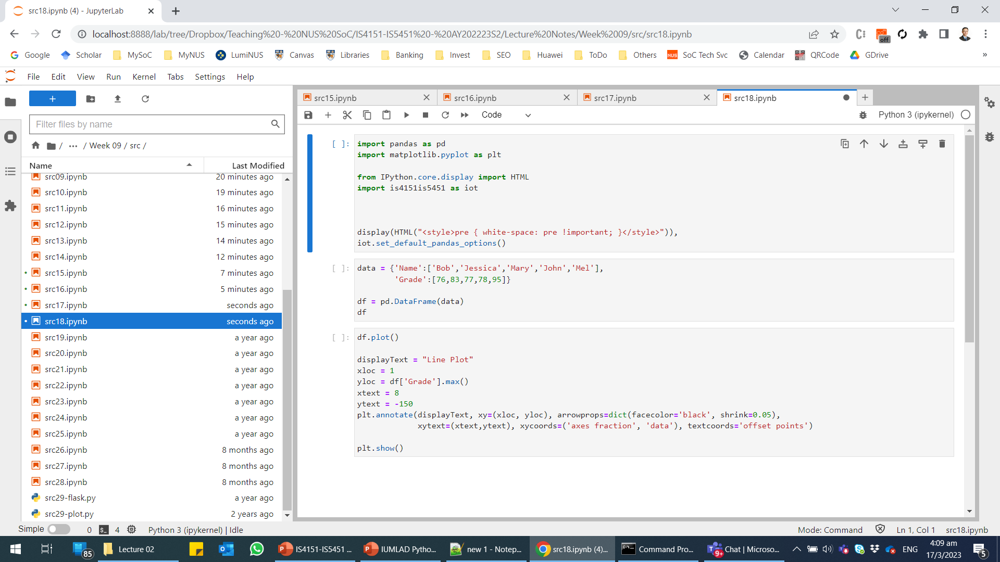 src18.ipynb (4) - JupyterLab
localhost:8888/lab/tree/Dropbox/Teaching%20-%20NUS%20SoC/IS4151-IS5451%20-%20AY202223S2/Lecture%20Notes/Week%2009/src/src18.ipynb
off
Google Scholar MySoC MyNUS LumiNUS Canvas Libraries Banking Invest SEO Huawei ToDo Others NUS SoC Tech Svc Calendar QRCode GDrive »
File Edit View Run Kernel Tabs Settings Help
src15.ipynb src16.ipynb src17.ipynb src18.ipynb
Code Python 3 (ipykernel)
Filter files by name
/ ··· / Week 09 / src /
Name Last Modified
src09.ipynb 20 minutes ago
src10.ipynb 19 minutes ago
src11.ipynb 16 minutes ago
src12.ipynb 15 minutes ago
src13.ipynb 14 minutes ago
src14.ipynb 12 minutes ago
src15.ipynb 7 minutes ago
src16.ipynb 5 minutes ago
src17.ipynb seconds ago
src18.ipynb seconds ago
src19.ipynb a year ago
src20.ipynb a year ago
src21.ipynb a year ago
src22.ipynb a year ago
src23.ipynb a year ago
src24.ipynb a year ago
src25.ipynb a year ago
src26.ipynb 8 months ago
src27.ipynb 8 months ago
src28.ipynb 8 months ago
src29-flask.py a year ago
src29-plot.py 2 years ago
[ ]: import pandas as pd
import matplotlib.pyplot as plt
from IPython.core.display import HTML
import is4151is5451 as iot
display(HTML("<style>pre { white-space: pre !important; }</style>")),
iot.set_default_pandas_options()
[ ]: data = {'Name':['Bob','Jessica','Mary','John','Mel'],
'Grade':[76,83,77,78,95]}
df = pd.DataFrame(data)
df
[ ]: df.plot()
displayText = "Line Plot"
xloc = 1
yloc = df['Grade'].max()
xtext = 8
ytext = -150
plt.annotate(displayText, xy=(xloc, yloc), arrowprops=dict(facecolor='black', shrink=0.05),
xytext=(xtext,ytext), xycoords=('axes fraction', 'data'), textcoords='offset points')
plt.show()
Simple 0 $_ 4 Python 3 (ipykernel) | Idle Mode: Command Ln 1, Col 1 src18.ipynb
85 Lecture 02 IS4151-IS5451 ... IUMLAD Pytho... new 1 - Notep... src18.ipynb (4)... Command Pro... 9+ Chat | Microso... ENG 4:09 am
17/3/2023
5